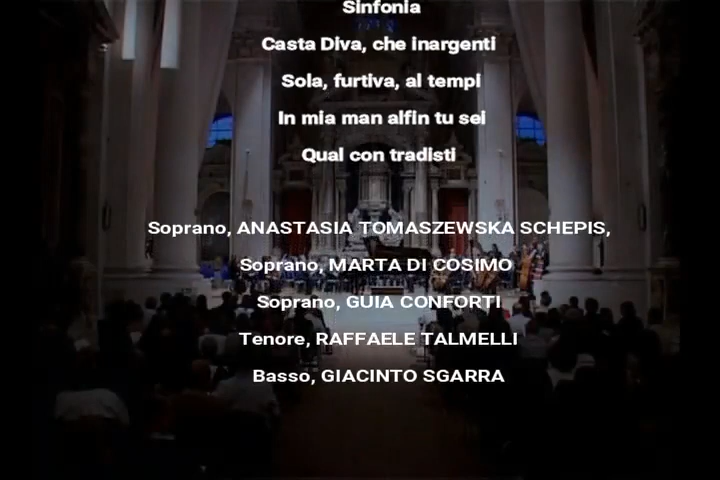 Sinfonia
Casta Diva, che inargenti
Sola, furtiva, al tempi
In mia man alfin tu sei
Qual con tradisti
Soprano, ANASTASIA TOMASZEWSKA SCHEPIS,
Soprano, MARTA DI COSIMO
Soprano, GUIA CONFORTI
Tenore, RAFFAELE TALMELLI
Basso, GIACINTO SGARRA